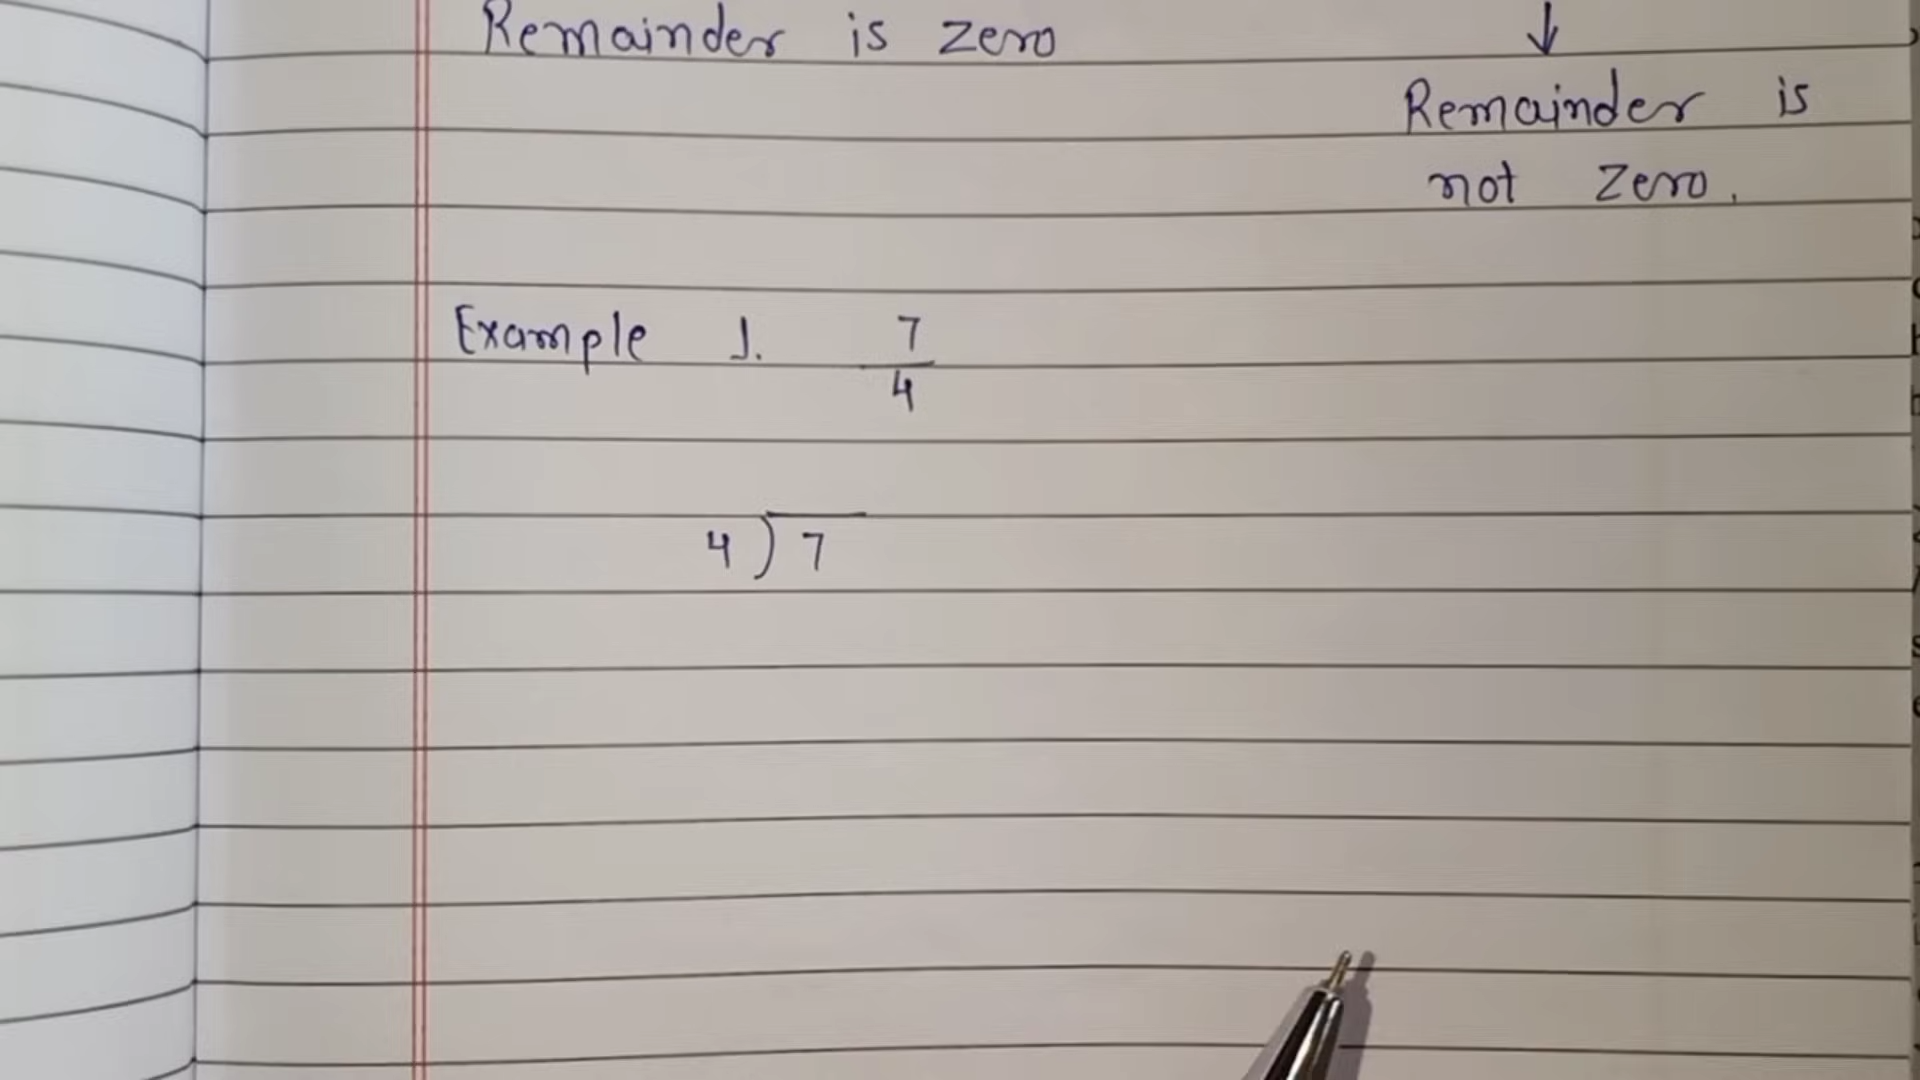 Remainder is zero
↓
Remainder is
not zero.
Example 1. 7
4
4 ) 7